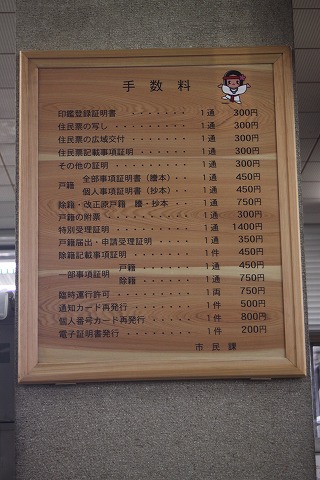 手数料
印鑑登録証明書 ・・・・・・・ 1通 300円
住民票の写し ・・・・・・・・ 1通 300円
住民票の広域交付 ・・・・・・ 1通 300円
住民票記載事項証明 ・・・・・ 1通 300円
その他の証明 ・・・・・・・・ 1通 300円
戸籍 全部事項証明書（謄本） ・・ 1通 450円
個人事項証明書（抄本） ・・ 1通 450円
除籍・改正原戸籍 謄・抄本 ・・ 1通 750円
戸籍の附票 ・・・・・・・・・ 1通 300円
特別受理証明 ・・・・・・・・ 1通 1400円
戸籍届出・申請受理証明 ・・・ 1通 350円
除籍記載事項証明 ・・・・・・ 1件 450円
一部事項証明 戸籍 ・・・・・・ 1通 450円
除籍 ・・・・・・ 1通 750円
臨時運行許可 ・・・・・・・・ 1両 750円
通知カード再発行 ・・・・・・ 1件 500円
個人番号カード再発行 ・・・・ 1件 800円
電子証明書発行 ・・・・・・・ 1件 200円
市民課